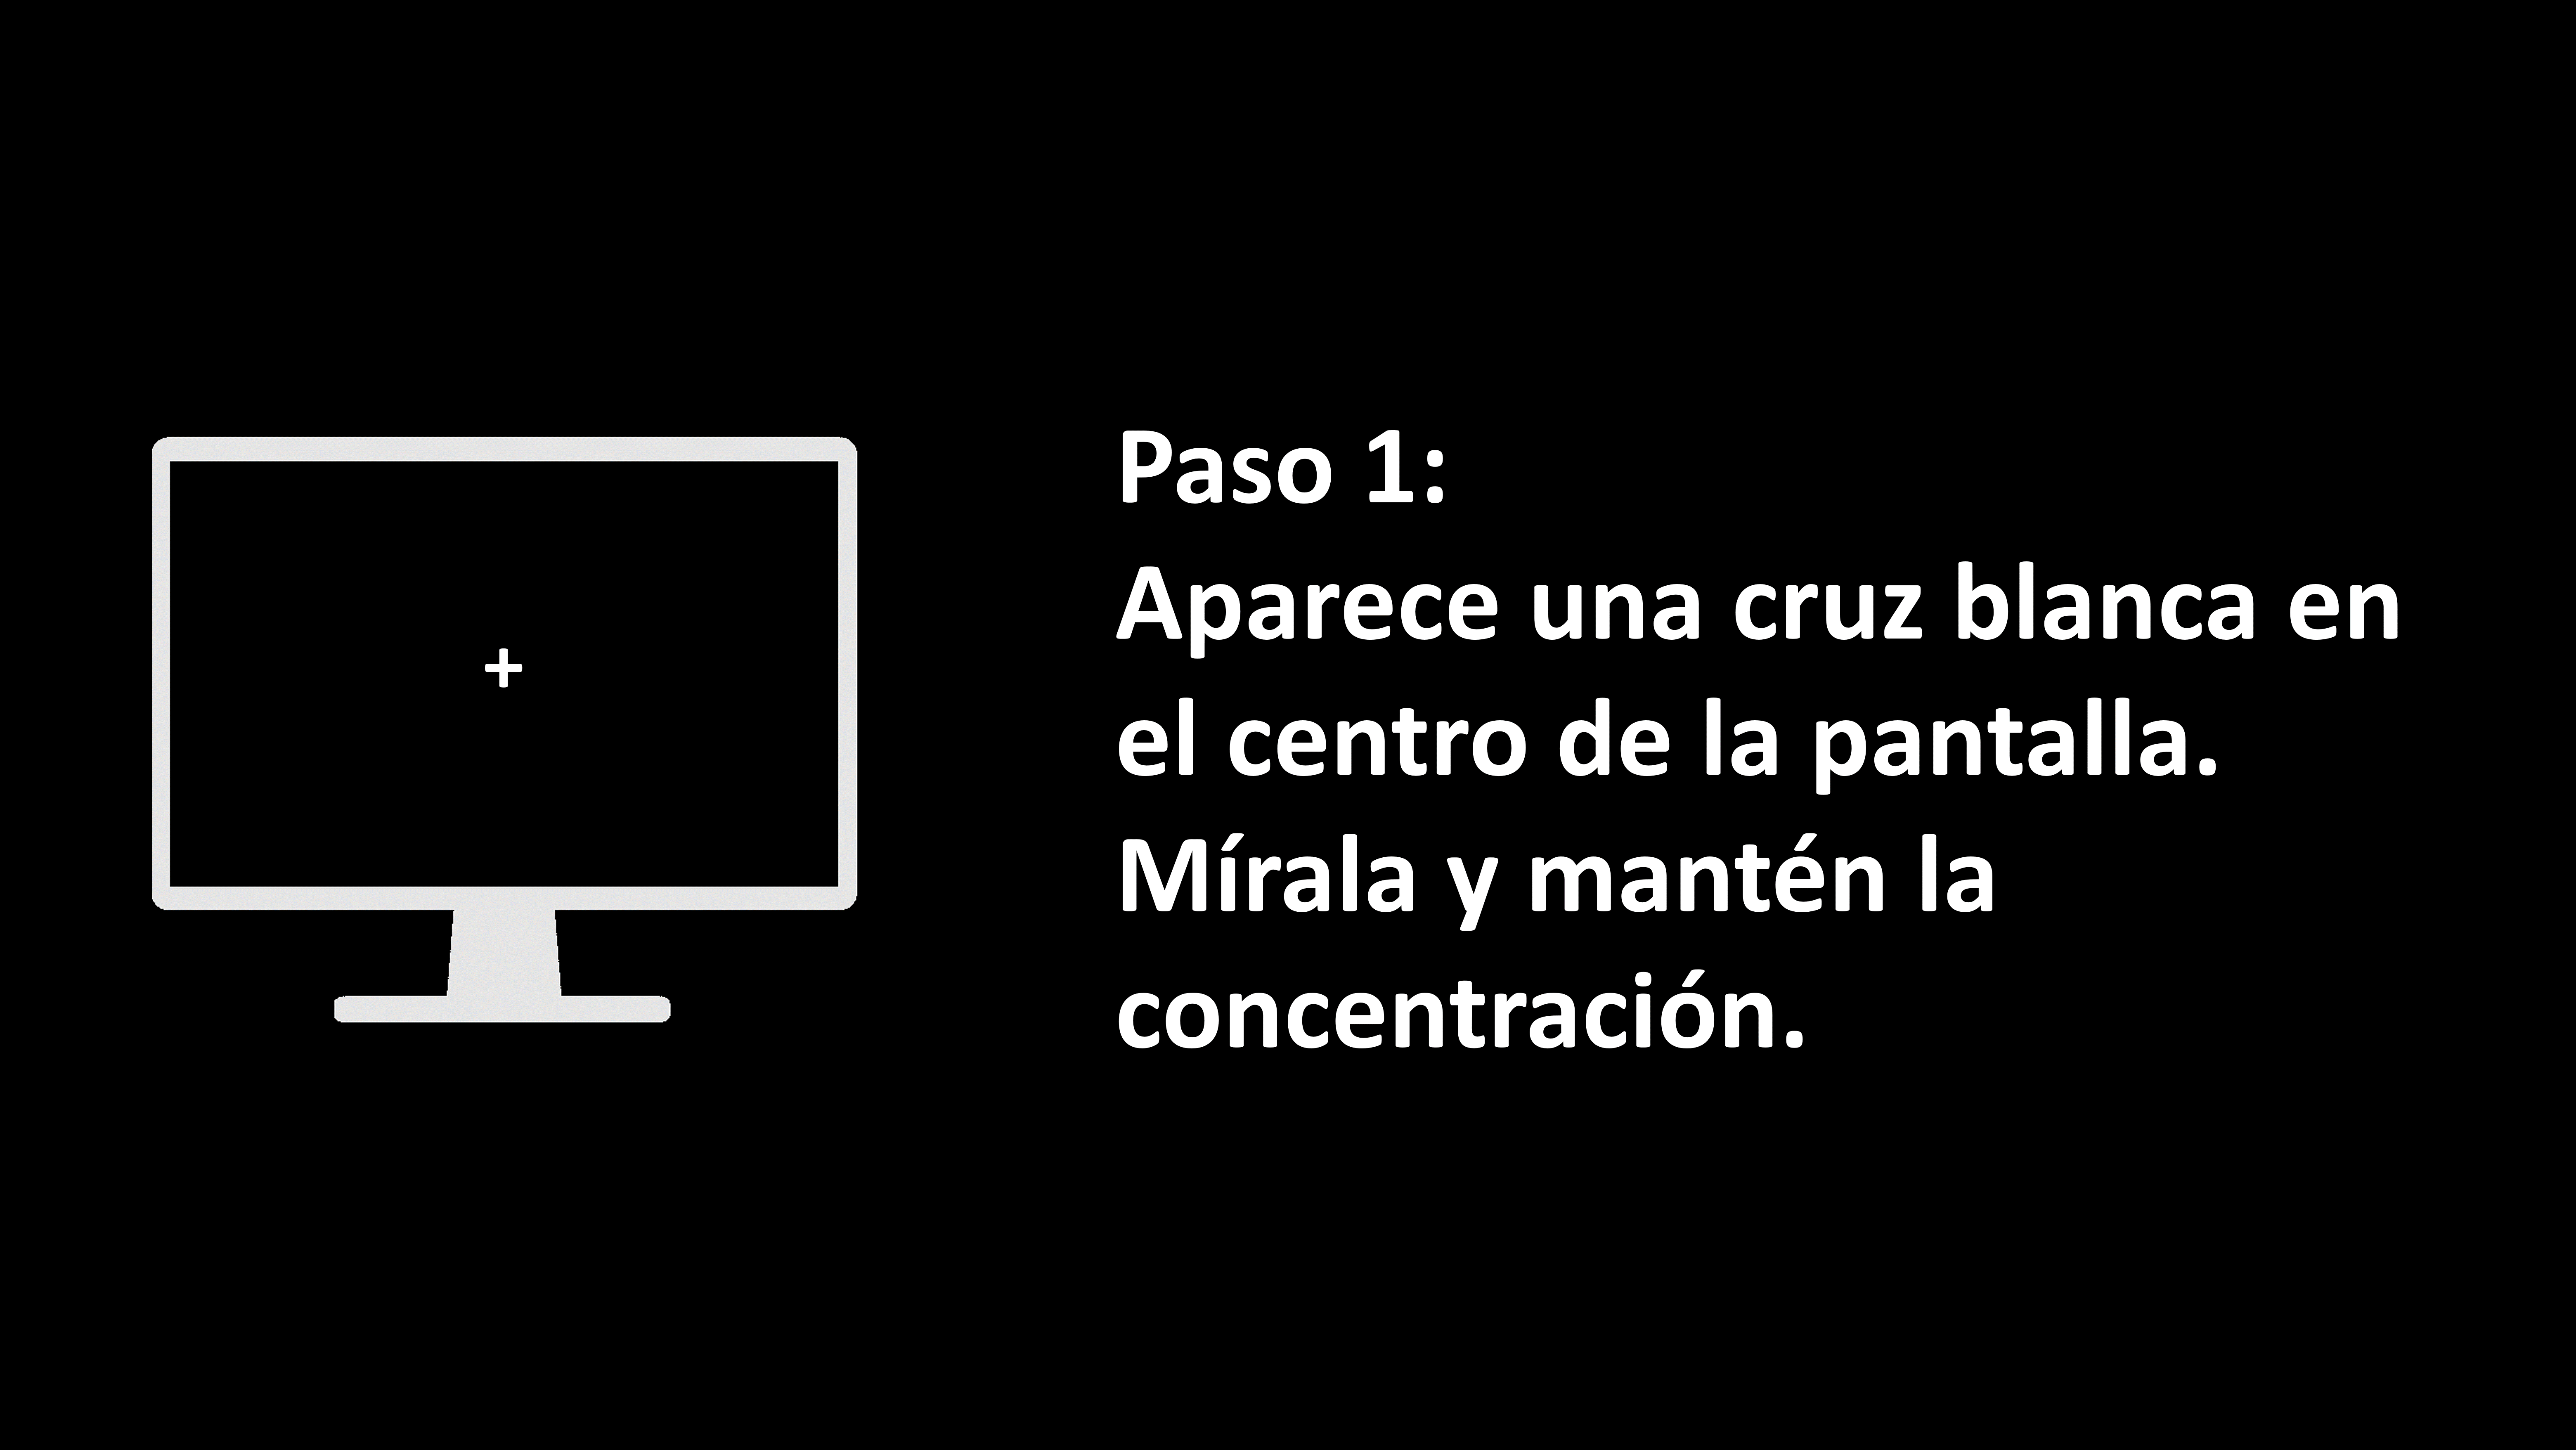 Paso 1:
Aparece una cruz blanca en
el centro de la pantalla.
Mírala y mantén la
concentración.